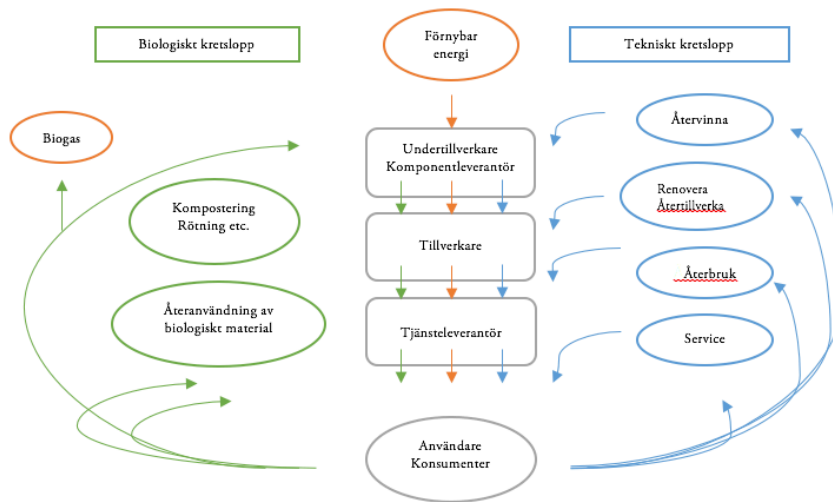 Biologiskt kretslopp
Förnybar
energi
Tekniskt kretslopp
Biogas
Återvinna
Undertillverkare
Komponentleverantör
Kompostering
Rötning etc.
Renovera
Återtillverka
Tillverkare
Återbruk
Återanvändning av
biologiskt material
Tjänsteleverantör
Service
Användare
Konsumenter